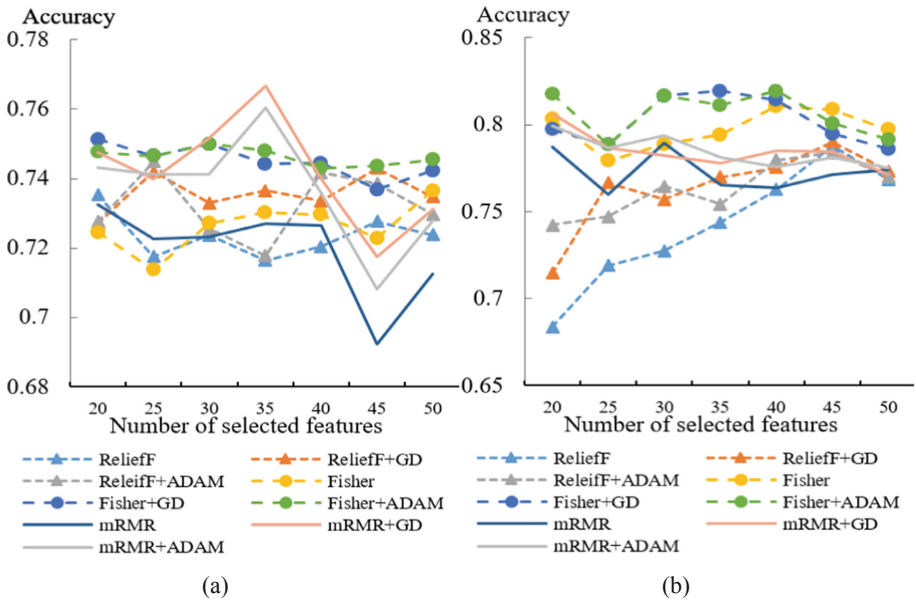 Accuracy
0.78
0.76
0.74
0.72
0.7
0.68
20 25 30 35 40 45 50
Number of selected features
ReliefF ReliefF+GD
ReleifF+ADAM Fisher
Fisher+GD Fisher+ADAM
mRMR mRMR+GD
mRMR+ADAM
(a)
Accuracy
0.85
0.8
0.75
0.7
0.65
20 25 30 35 40 45 50
Number of selected features
ReliefF ReliefF+GD
ReleifF+ADAM Fisher
Fisher+GD Fisher+ADAM
mRMR mRMR+GD
mRMR+ADAM
(b)